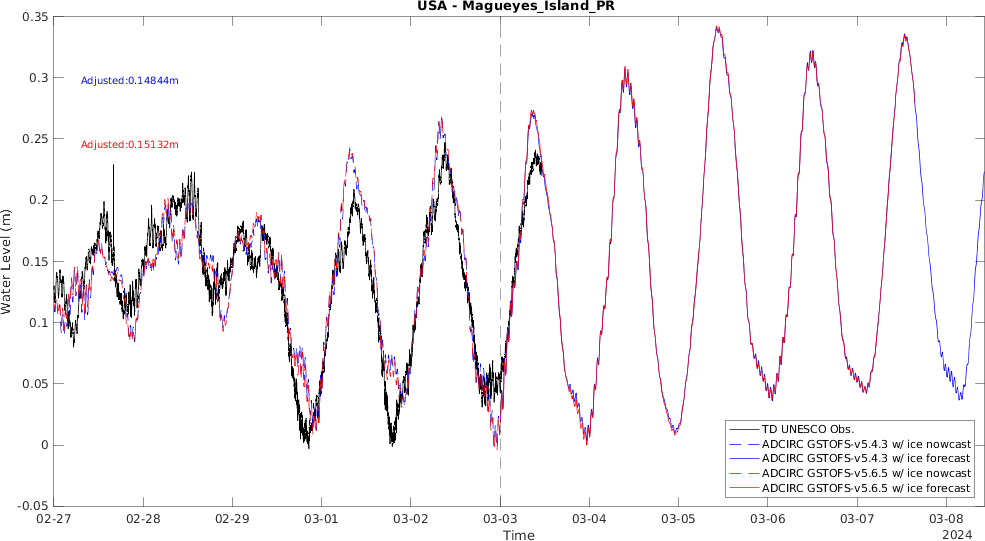 USA - Magueyes_Island_PR
0.35
0.3
0.25
0.2
0.15
0.1
0.05
0
-0.05
Water Level (m)
Adjusted:0.14844m
Adjusted:0.15132m
TD UNESCO Obs.
ADCIRC GSTOFS-v5.4.3 w/ ice nowcast
ADCIRC GSTOFS-v5.4.3 w/ ice forecast
ADCIRC GSTOFS-v5.6.5 w/ ice nowcast
ADCIRC GSTOFS-v5.6.5 w/ ice forecast
02-27 02-28 02-29 03-01 03-02 03-03 03-04 03-05 03-06 03-07 03-08
Time
2024